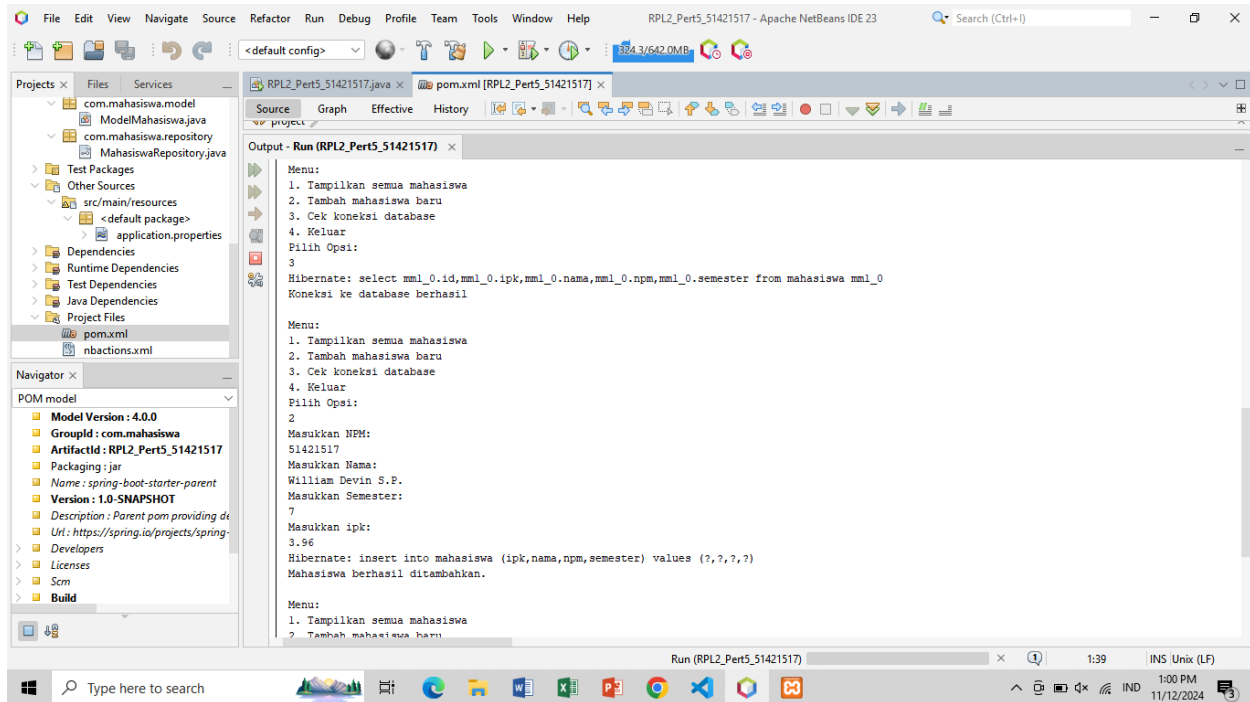 File Edit View Navigate Source Refactor Run Debug Profile Team Tools Window Help RPL2_Pert5_51421517 - Apache NetBeans IDE 23 Search (Ctrl+I)
<default config> 324.3/642.0MB
Projects Files Services
com.mahasiswa.model
ModelMahasiswa.java
com.mahasiswa.repository
MahasiswaRepository.java
Test Packages
Other Sources
src/main/resources
<default package>
application.properties
Dependencies
Runtime Dependencies
Test Dependencies
Java Dependencies
Project Files
pom.xml
nbactions.xml
Navigator
POM model
Model Version : 4.0.0
GroupId : com.mahasiswa
ArtifactId : RPL2_Pert5_51421517
Packaging : jar
Name : spring-boot-starter-parent
Version : 1.0-SNAPSHOT
Description : Parent pom providing de
Url : https://spring.io/projects/spring-
Developers
Licenses
Scm
Build
RPL2_Pert5_51421517.java pom.xml [RPL2_Pert5_51421517]
Source Graph Effective History
project
Output - Run (RPL2_Pert5_51421517)
Menu:
1. Tampilkan semua mahasiswa
2. Tambah mahasiswa baru
3. Cek koneksi database
4. Keluar
Pilih Opsi:
3
Hibernate: select mm1_0.id,mm1_0.ipk,mm1_0.nama,mm1_0.npm,mm1_0.semester from mahasiswa mm1_0
Koneksi ke database berhasil
Menu:
1. Tampilkan semua mahasiswa
2. Tambah mahasiswa baru
3. Cek koneksi database
4. Keluar
Pilih Opsi:
2
Masukkan NPM:
51421517
Masukkan Nama:
William Devin S.P.
Masukkan Semester:
7
Masukkan ipk:
3.96
Hibernate: insert into mahasiswa (ipk,nama,npm,semester) values (?,?,?,?)
Mahasiswa berhasil ditambahkan.
Menu:
1. Tampilkan semua mahasiswa
2. Tambah mahasiswa baru
Run (RPL2_Pert5_51421517) 1 1:39 INS Unix (LF)
Type here to search IND 1:00 PM
11/12/2024 3